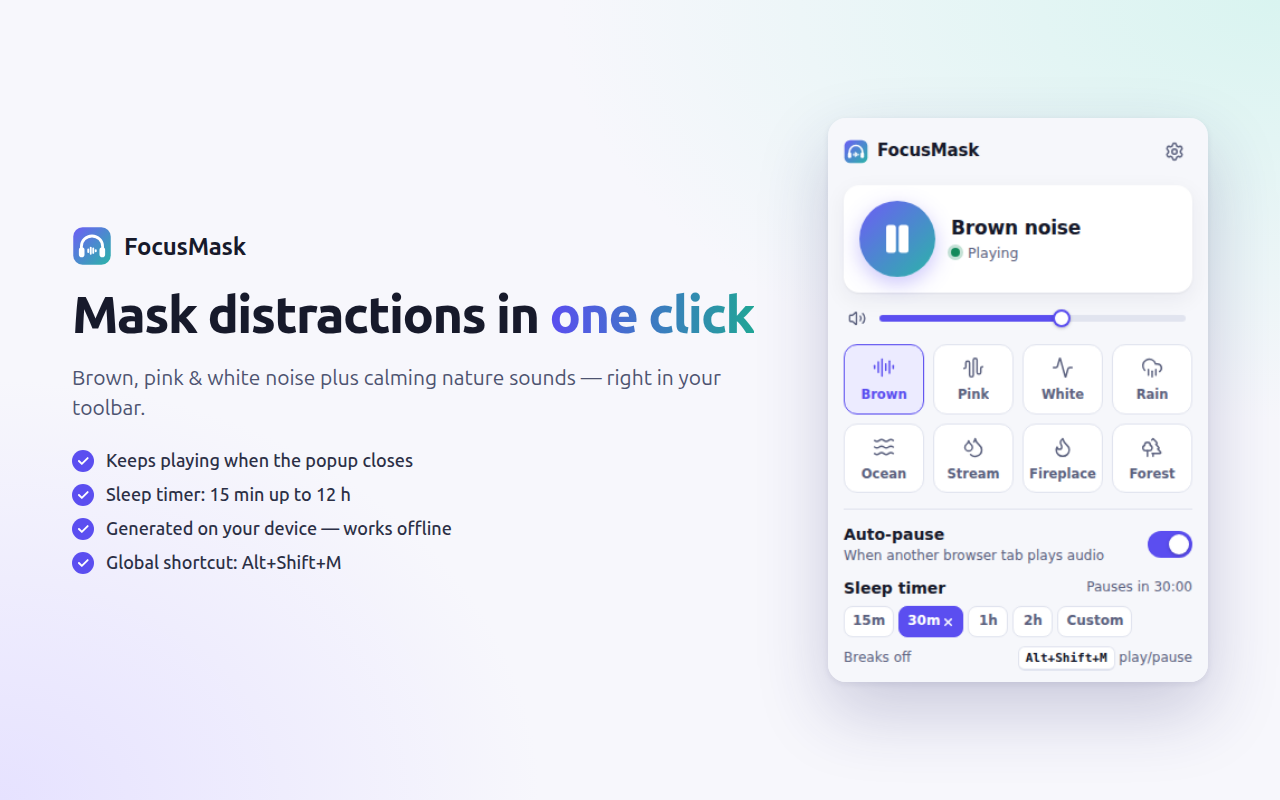 FocusMask
Mask distractions in one click
Brown, pink & white noise plus calming nature sounds — right in your
toolbar.
Keeps playing when the popup closes
Sleep timer: 15 min up to 12 h
Generated on your device — works offline
Global shortcut: Alt+Shift+M
FocusMask
Brown noise
Playing
Brown
Pink
White
Rain
Ocean
Stream
Fireplace
Forest
Auto-pause
When another browser tab plays audio
Sleep timer
Pauses in 30:00
15m
30m ×
1h
2h
Custom
Breaks off
Alt+Shift+M play/pause